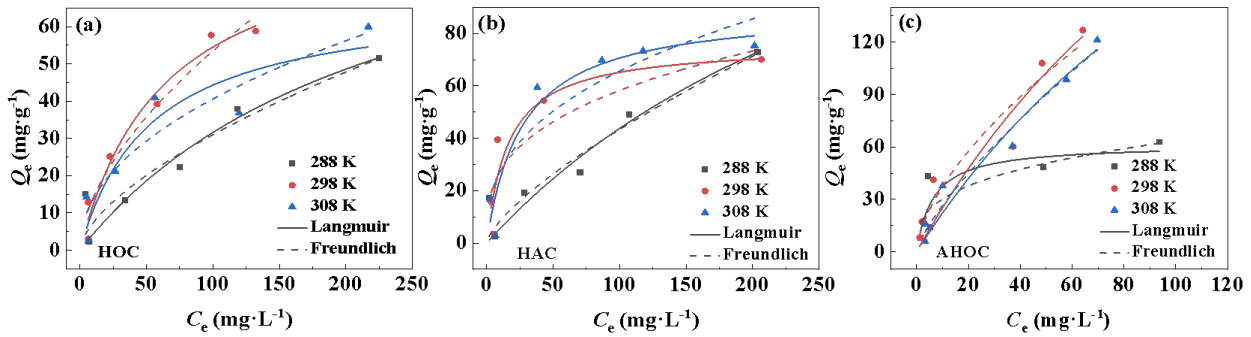 (a)
60
50
40
30
20
10
0
Qₑ (mg·g⁻¹)
288 K
298 K
308 K
Langmuir
Freundlich
HOC
0 50 100 150 200 250
Cₑ (mg·L⁻¹)
(b)
80
60
40
20
0
Qₑ (mg·g⁻¹)
288 K
298 K
308 K
Langmuir
Freundlich
HAC
0 50 100 150 200 250
Cₑ (mg·L⁻¹)
(c)
120
90
60
30
0
Qₑ (mg·g⁻¹)
288 K
298 K
308 K
Langmuir
Freundlich
AHOC
0 20 40 60 80 100 120
Cₑ (mg·L⁻¹)